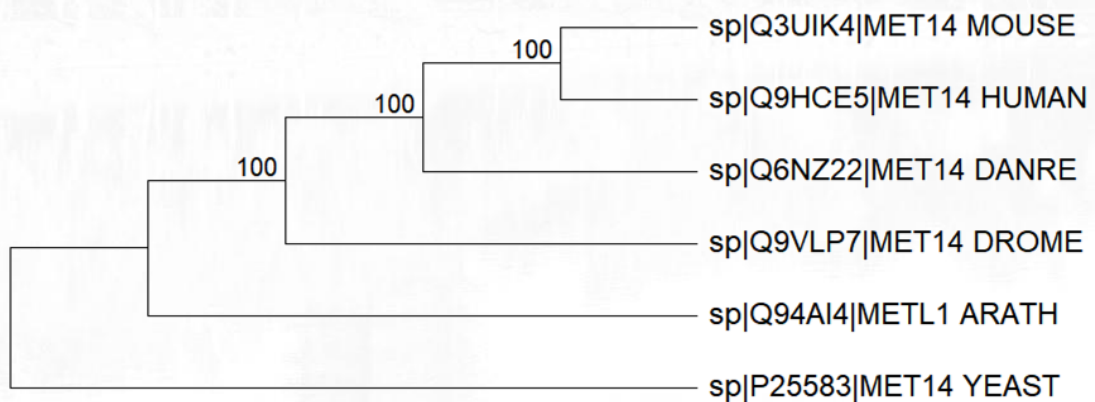 sp|Q3UIK4|MET14 MOUSE
100
sp|Q9HCE5|MET14 HUMAN
100
sp|Q6NZ22|MET14 DANRE
100
sp|Q9VLP7|MET14 DROME
sp|Q94AI4|METL1 ARATH
sp|P25583|MET14 YEAST